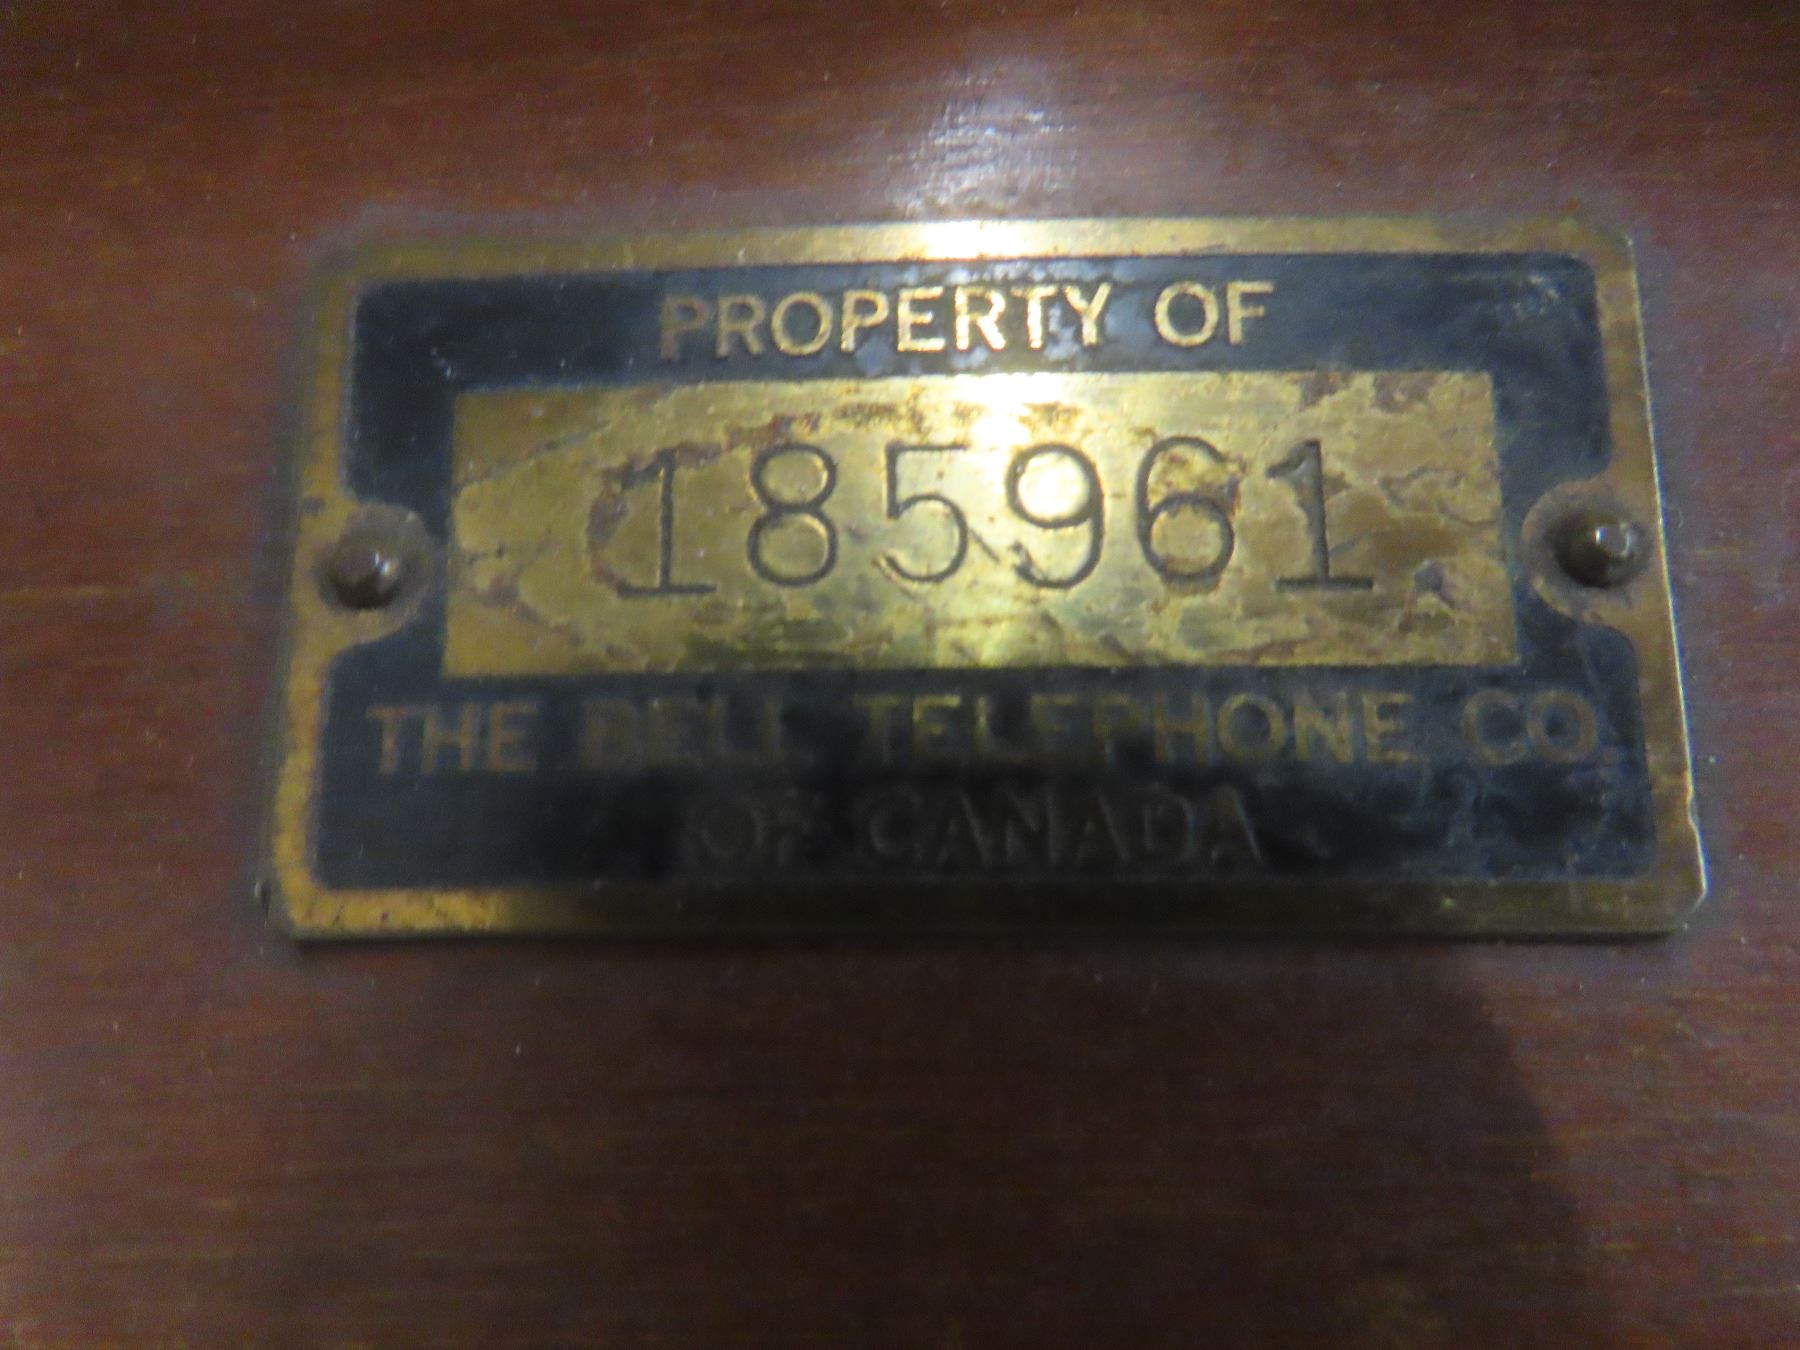 PROPERTY OF
185961
THE BELL TELEPHONE CO.
OF CANADA